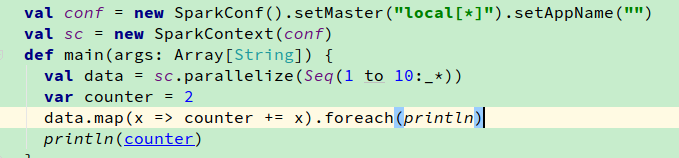 val conf = new SparkConf().setMaster("local[*]").setAppName("")
val sc = new SparkContext(conf)
def main(args: Array[String]) {
val data = sc.parallelize(Seq(1 to 10:_*))
var counter = 2
data.map(x => counter += x).foreach(println)
println(counter)
}